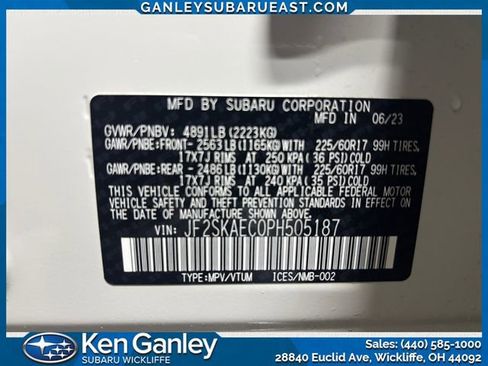 GANLEYSUBARUEAST.COM
MFD BY SUBARU CORPORATION
MFD IN 06/23
GVWR/PNBV: 4891LB(2223KG)
GAWR/PNBE:FRONT- 2563LB(1165KG)WITH 225/60R17 99H TIRES,
17X7J RIMS AT 250 KPA(36 PSI)COLD
GAWR/PNBE:REAR - 2486LB(1130KG)WITH 225/60R17 99H TIRES,
17X7J RIMS AT 240 KPA(35 PSI)COLD
THIS VEHICLE CONFORMS TO ALL APPLICABLE FEDERAL MOTOR
VEHICLE SAFETY AND THEFT PREVENTION STANDARDS IN EFFECT
ON THE DATE OF MANUFACTURE SHOWN ABOVE.
VIN: JF2SKAEC0PH505187
TYPE:MPV/VTUM ICES/NMB-002
Ken Ganley
SUBARU WICKLIFFE
SUBARU
Sales: (440) 585-1000
28840 Euclid Ave, Wickliffe, OH 44092